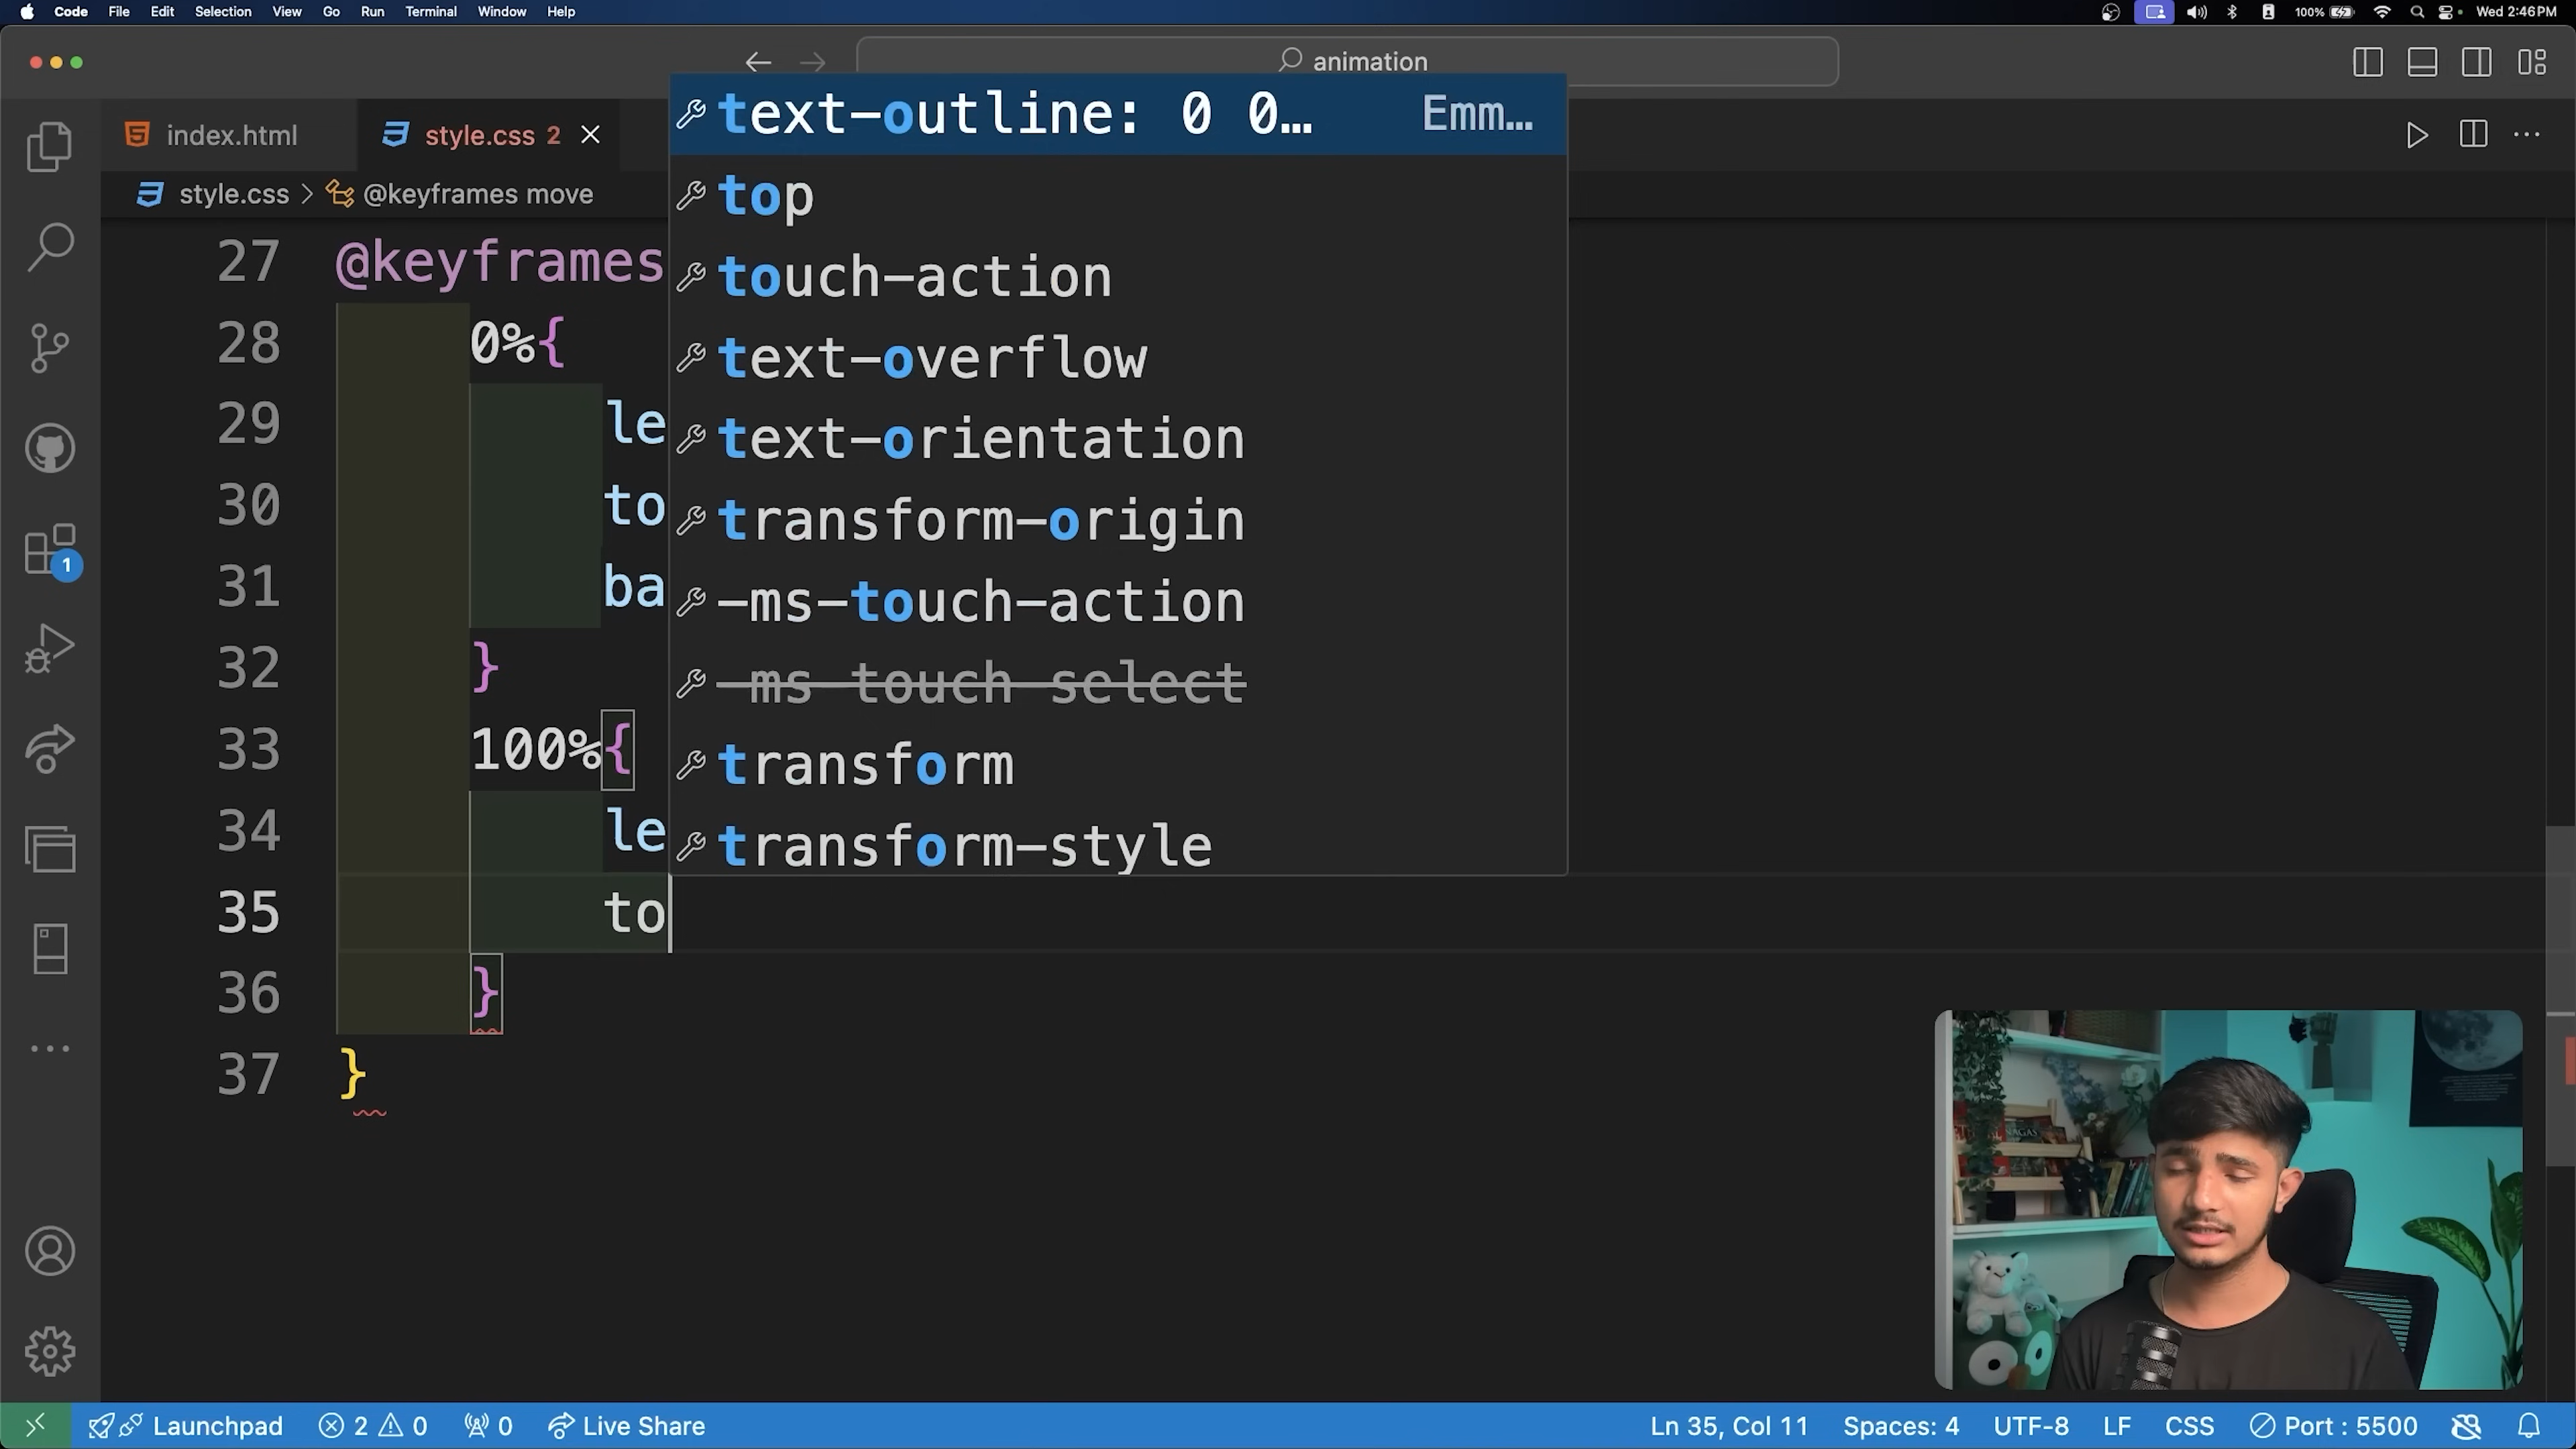 Code File Edit Selection View Go Run Terminal Window Help 100% Wed 2:46 PM
animation
index.html style.css 2
style.css > @keyframes move
27 @keyframes
28 0%{
29 le
30 to
31 ba
32 }
33 100%{
34 le
35 to
36 }
37 }
text-outline: 0 0... Emm...
top
touch-action
text-overflow
text-orientation
transform-origin
-ms-touch-action
-ms-touch-select
transform
transform-style
1
Launchpad 2 0 0 Live Share Ln 35, Col 11 Spaces: 4 UTF-8 LF CSS Port : 5500